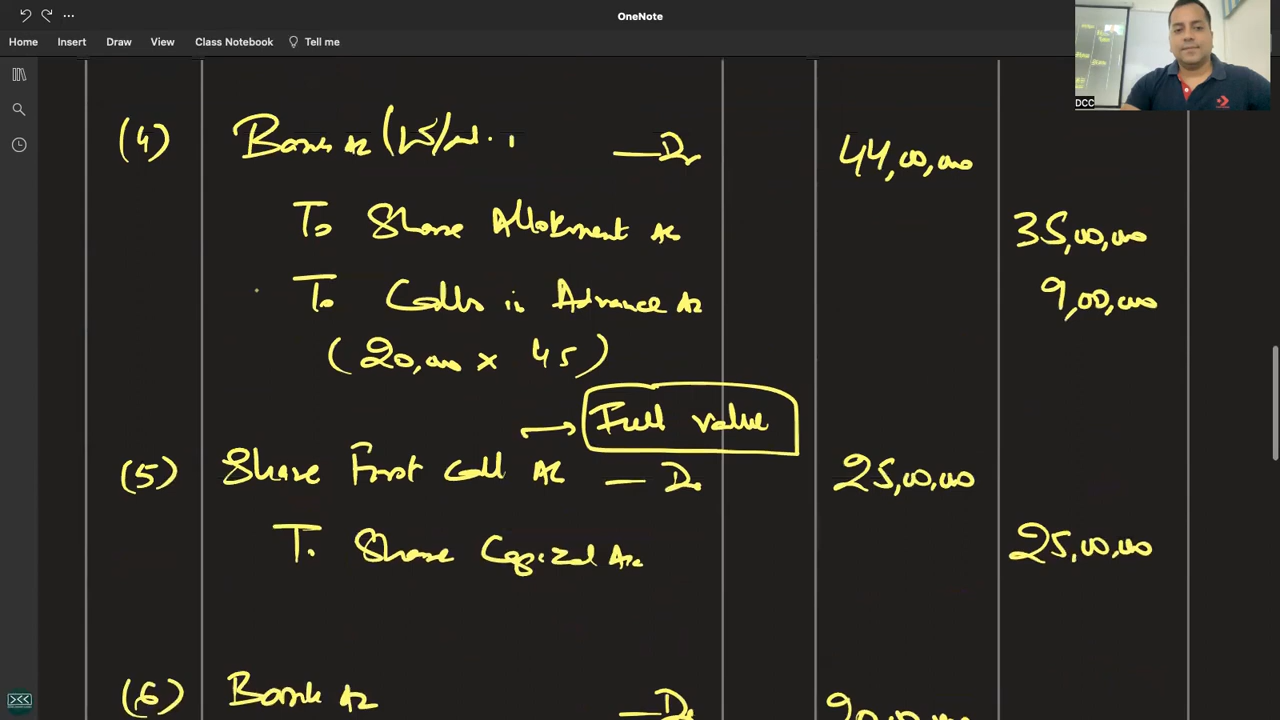 OneNote
Home Insert Draw View Class Notebook Tell me
DCC
(4) Bank A/c (W/N. 1 — Dr 44,00,000
To Share Allotment A/c 35,00,000
To Calls in Advance A/c 9,00,000
(20,000 x 45)
→ Full value
(5) Share First Call A/c — Dr 25,00,000
To Share Capital A/c 25,00,000
(6) Bank A/c — Dr